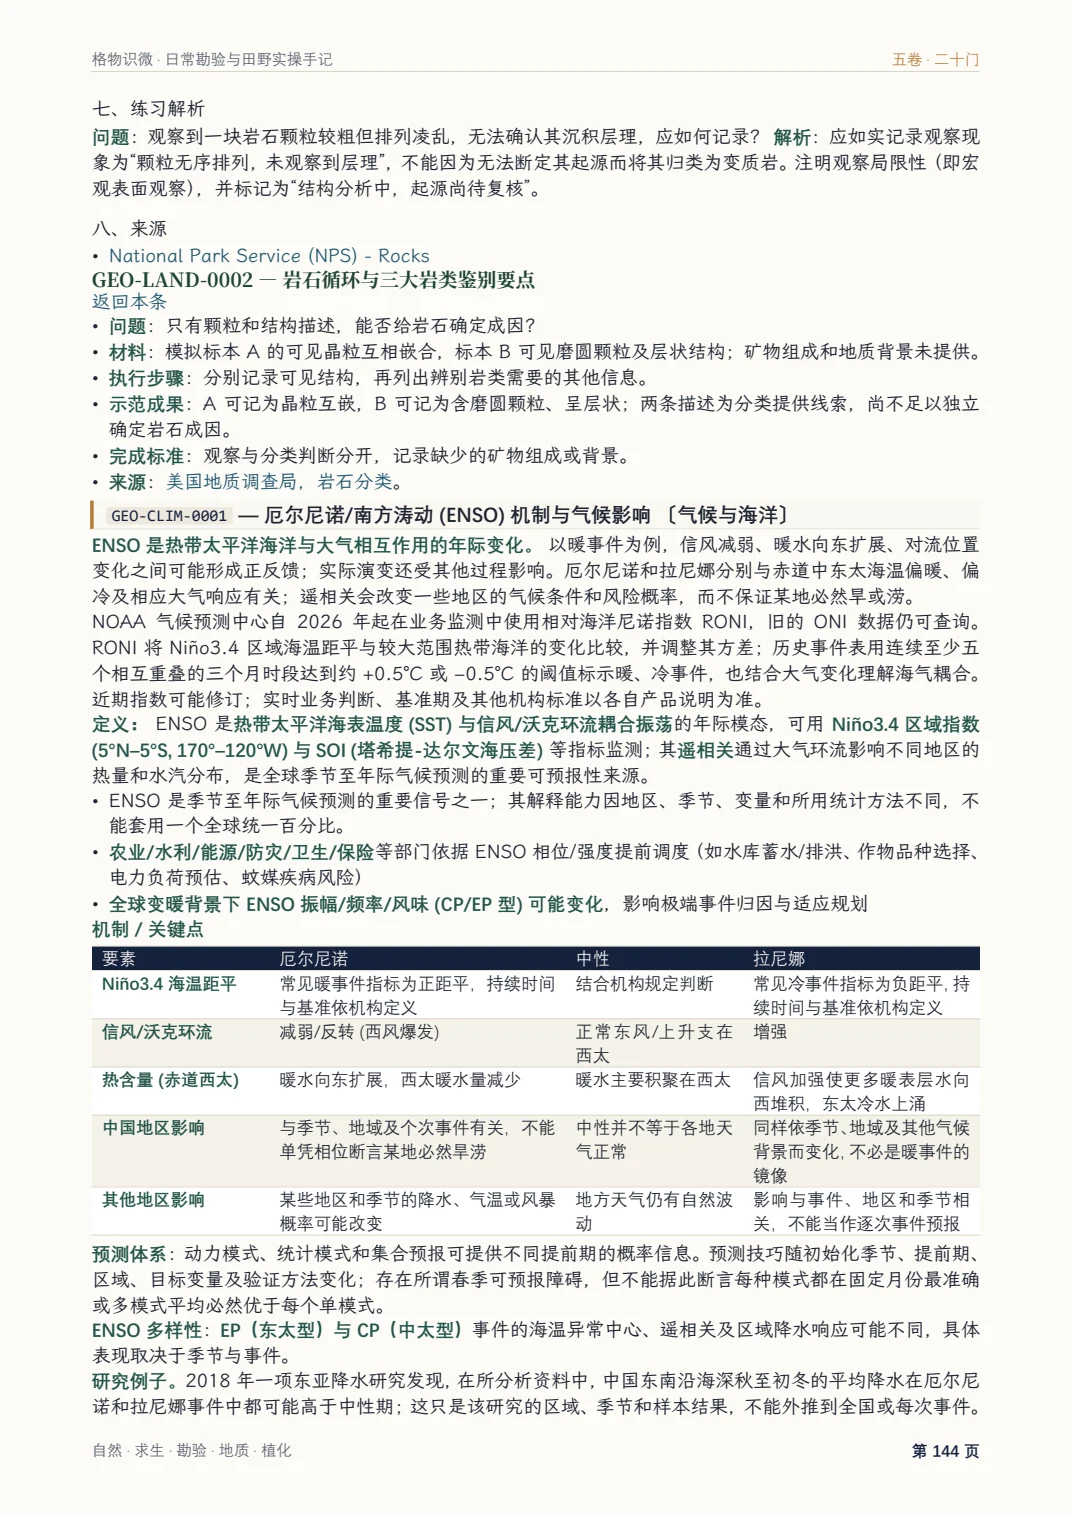 格物识微 · 日常勘验与田野实操手记
五卷 · 二十门
七、练习解析
问题：观察到一块岩石颗粒较粗但排列凌乱，无法确认其沉积层理，应如何记录？ 解析：应如实记录观察现
象为“颗粒无序排列，未观察到层理”，不能因为无法断定其起源而将其归类为变质岩。注明观察局限性（即宏
观表面观察），并标记为“结构分析中，起源尚待复核”。
八、来源
• National Park Service (NPS) - Rocks
GEO-LAND-0002 — 岩石循环与三大岩类鉴别要点
返回本条
• 问题：只有颗粒和结构描述，能否给岩石确定成因？
• 材料：模拟标本 A 的可见晶粒互相嵌合，标本 B 可见磨圆颗粒及层状结构；矿物组成和地质背景未提供。
• 执行步骤：分别记录可见结构，再列出辨别岩类需要的其他信息。
• 示范成果：A 可记为晶粒互嵌，B 可记为含磨圆颗粒、呈层状；两条描述为分类提供线索，尚不足以独立
确定岩石成因。
• 完成标准：观察与分类判断分开，记录缺少的矿物组成或背景。
• 来源：美国地质调查局，岩石分类。
GEO-CLIM-0001 — 厄尔尼诺/南方涛动 (ENSO) 机制与气候影响 〔气候与海洋〕
ENSO 是热带太平洋海洋与大气相互作用的年际变化。 以暖事件为例，信风减弱、暖水向东扩展、对流位置
变化之间可能形成正反馈；实际演变还受其他过程影响。厄尔尼诺和拉尼娜分别与赤道中东太海温偏暖、偏
冷及相应大气响应有关；遥相关会改变一些地区的气候条件和风险概率，而不保证某地必然旱或涝。
NOAA 气候预测中心自 2026 年起在业务监测中使用相对海洋尼诺指数 RONI，旧的 ONI 数据仍可查询。
RONI 将 Niño3.4 区域海温距平与较大范围热带海洋的变化比较，并调整其方差；历史事件表用连续至少五
个相互重叠的三个月时段达到约 +0.5°C 或 −0.5°C 的阈值标示暖、冷事件，也结合大气变化理解海气耦合。
近期指数可能修订；实时业务判断、基准期及其他机构标准以各自产品说明为准。
定义： ENSO 是热带太平洋海表温度 (SST) 与信风/沃克环流耦合振荡的年际模态，可用 Niño3.4 区域指数
(5°N–5°S, 170°–120°W) 与 SOI (塔希提-达尔文海压差) 等指标监测；其遥相关通过大气环流影响不同地区的
热量和水汽分布，是全球季节至年际气候预测的重要可预报性来源。
• ENSO 是季节至年际气候预测的重要信号之一；其解释能力因地区、季节、变量和所用统计方法不同，不
能套用一个全球统一百分比。
• 农业/水利/能源/防灾/卫生/保险等部门依据 ENSO 相位/强度提前调度（如水库蓄水/排洪、作物品种选择、
电力负荷预估、蚊媒疾病风险）
• 全球变暖背景下 ENSO 振幅/频率/风味 (CP/EP 型) 可能变化，影响极端事件归因与适应规划
机制 / 关键点
要素 厄尔尼诺 中性 拉尼娜
Niño3.4 海温距平 常见暖事件指标为正距平，持续时间 结合机构规定判断 常见冷事件指标为负距平，持
与基准依机构定义 续时间与基准依机构定义
信风/沃克环流 减弱/反转 (西风爆发) 正常东风/上升支在 增强
西太
热含量 (赤道西太) 暖水向东扩展，西太暖水量减少 暖水主要积聚在西太 信风加强使更多暖表层水向
西堆积，东太冷水上涌
中国地区影响 与季节、地域及个次事件有关，不能 中性并不等于各地天 同样依季节、地域及其他气候
单凭相位断言某地必然旱涝 气正常 背景而变化，不必是暖事件的
镜像
其他地区影响 某些地区和季节的降水、气温或风暴 地方天气仍有自然波 影响与事件、地区和季节相
概率可能改变 动 关，不能当作逐次事件预报
预测体系：动力模式、统计模式和集合预报可提供不同提前期的概率信息。预测技巧随初始化季节、提前期、
区域、目标变量及验证方法变化；存在所谓春季可预报障碍，但不能据此断言每种模式都在固定月份最准确
或多模式平均必然优于每个单模式。
ENSO 多样性：EP（东太型）与 CP（中太型）事件的海温异常中心、遥相关及区域降水响应可能不同，具体
表现取决于季节与事件。
研究例子。2018 年一项东亚降水研究发现，在所分析资料中，中国东南沿海深秋至初冬的平均降水在厄尔尼
诺和拉尼娜事件中都可能高于中性期；这只是该研究的区域、季节和样本结果，不能外推到全国或每次事件。
自然 · 求生 · 勘验 · 地质 · 植化
第 144 页